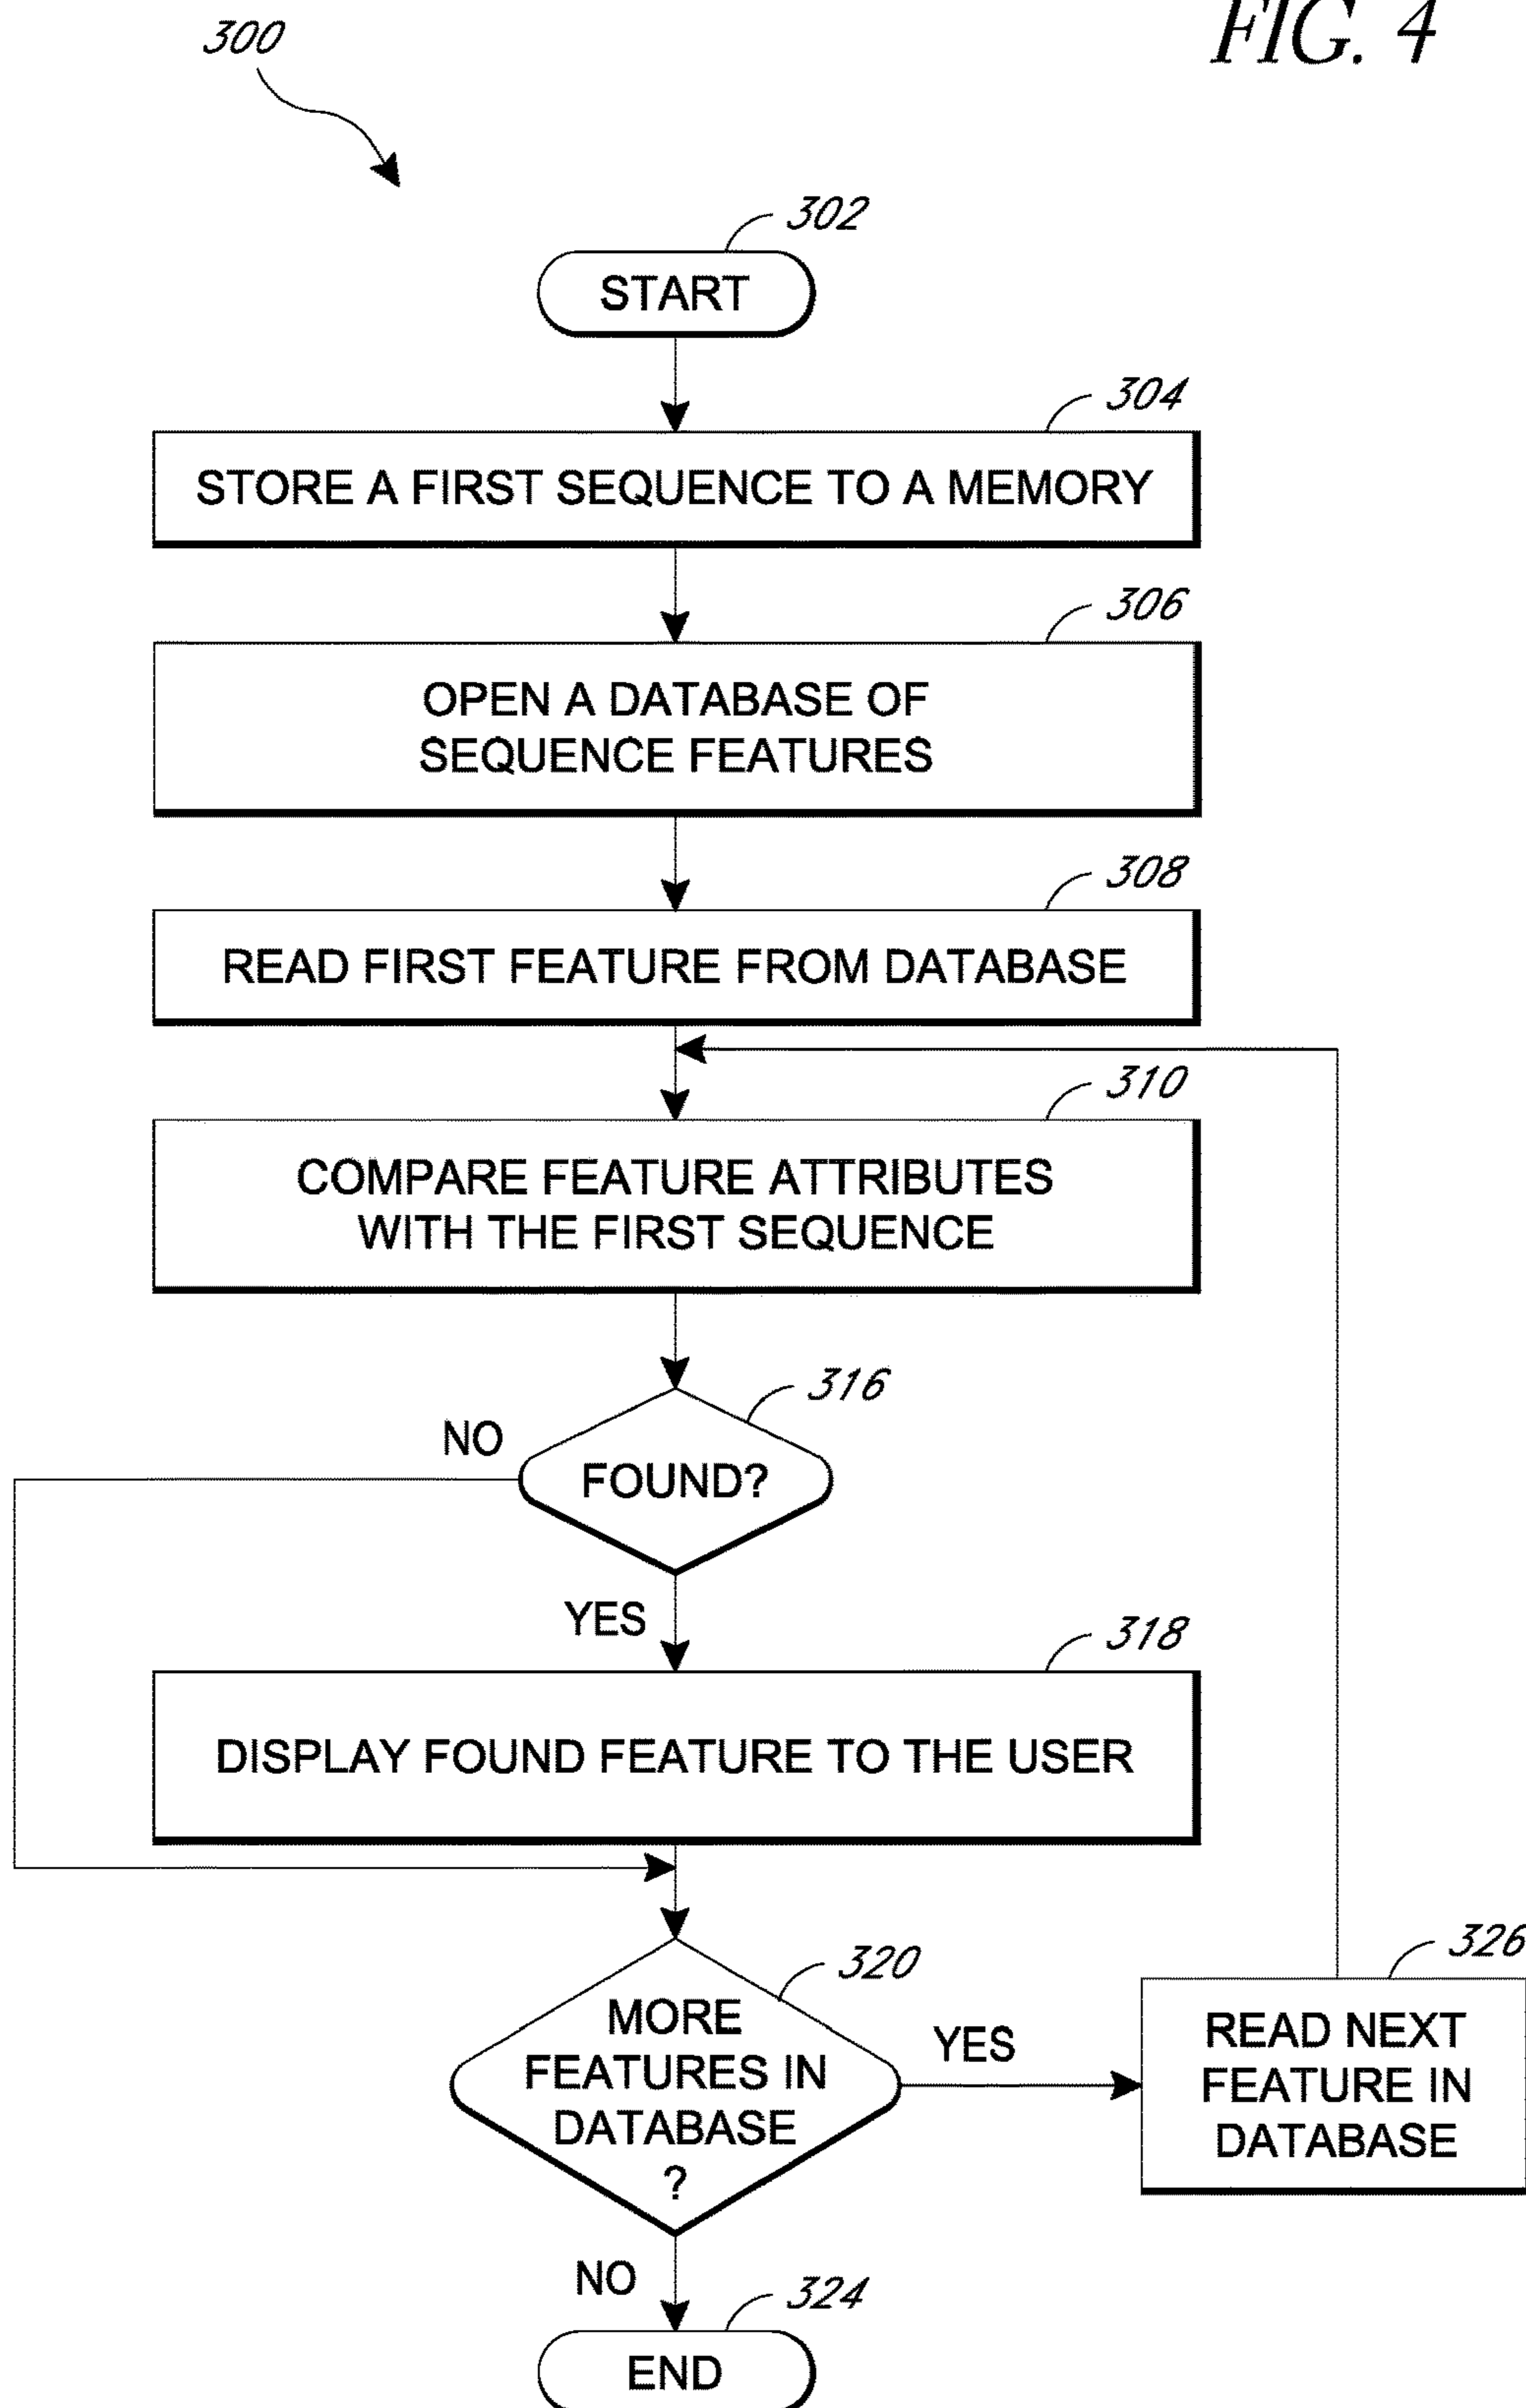 FIG. 4
300
302
START
304
STORE A FIRST SEQUENCE TO A MEMORY
306
OPEN A DATABASE OF
SEQUENCE FEATURES
308
READ FIRST FEATURE FROM DATABASE
310
COMPARE FEATURE ATTRIBUTES
WITH THE FIRST SEQUENCE
316
NO
FOUND?
YES
318
DISPLAY FOUND FEATURE TO THE USER
320
MORE
FEATURES IN
DATABASE
?
YES
326
READ NEXT
FEATURE IN
DATABASE
NO
324
END